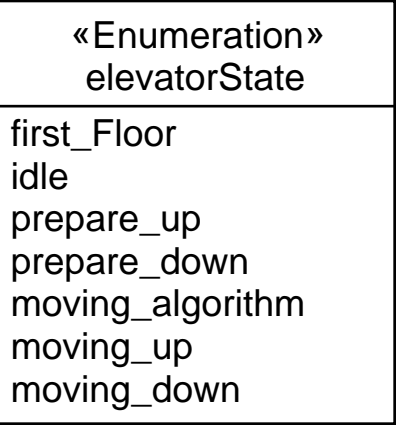 «Enumeration»
elevatorState
first_Floor
idle
prepare_up
prepare_down
moving_algorithm
moving_up
moving_down